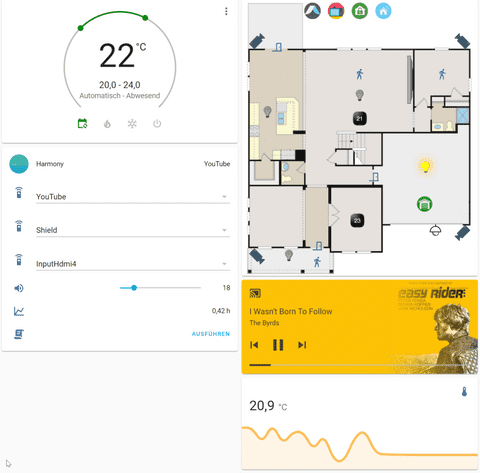 22 °C
20,0 - 24,0
Automatisch - Abwesend
Harmony
YouTube
YouTube
Shield
InputHdmi4
18
0,42 h
AUSFÜHREN
21
23
easy RIDER
I Wasn't Born To Follow
The Byrds
20,9 °C